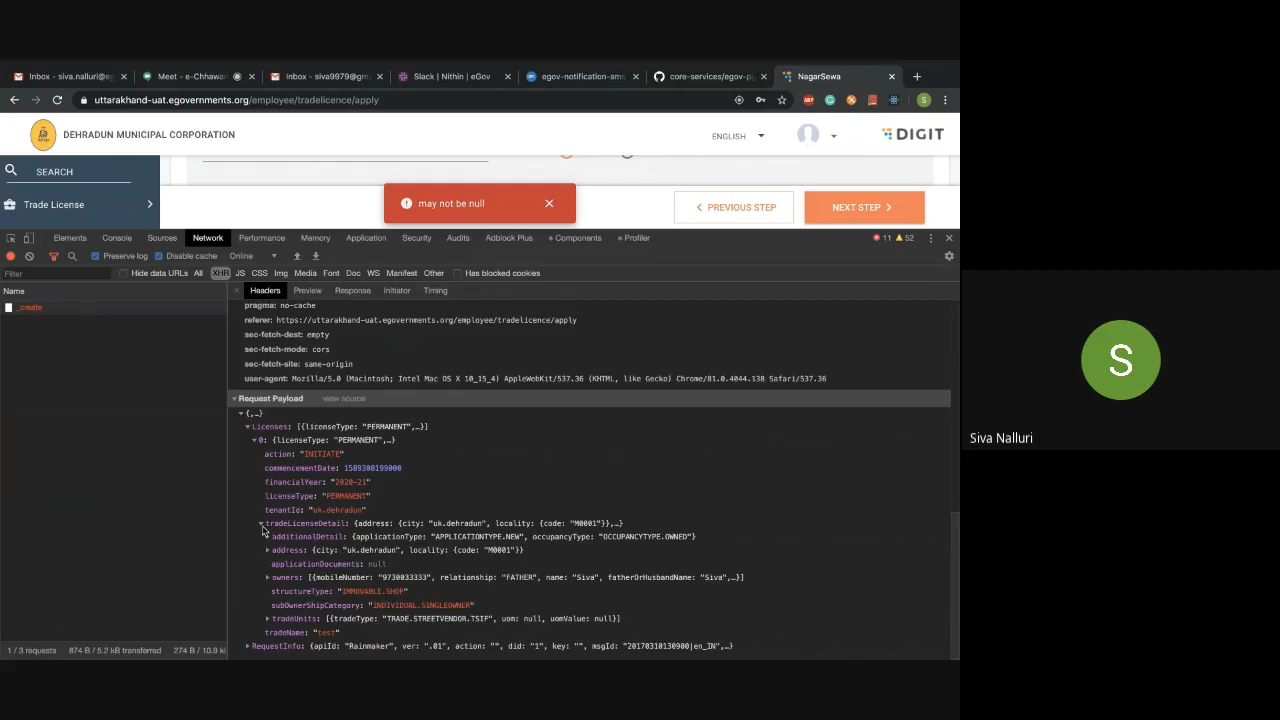 Inbox - siva.nalluri@eg
Meet - e-Chhawan
Inbox - siva9979@gma
Slack | Nithin | eGov
egov-notification-sms
core-services/egov-pg
NagarSewa
uttarakhand-uat.egovernments.org/employee/tradelicence/apply
DEHRADUN MUNICIPAL CORPORATION
ENGLISH
DIGIT
SEARCH
Trade License
may not be null
PREVIOUS STEP
NEXT STEP
Elements Console Sources Network Performance Memory Application Security Audits Adblock Plus Components Profiler 11 52
Preserve log Disable cache Online
Filter Hide data URLs All XHR JS CSS Img Media Font Doc WS Manifest Other Has blocked cookies
Name
Headers Preview Response Initiator Timing
_create
pragma: no-cache
referer: https://uttarakhand-uat.egovernments.org/employee/tradelicence/apply
sec-fetch-dest: empty
sec-fetch-mode: cors
sec-fetch-site: same-origin
user-agent: Mozilla/5.0 (Macintosh; Intel Mac OS X 10_15_4) AppleWebKit/537.36 (KHTML, like Gecko) Chrome/81.0.4044.138 Safari/537.36
Request Payload view source
{,…}
Licenses: [{licenseType: "PERMANENT",…}]
0: {licenseType: "PERMANENT",…}
action: "INITIATE"
commencementDate: 1589308199000
financialYear: "2020-21"
licenseType: "PERMANENT"
tenantId: "uk.dehradun"
tradeLicenseDetail: {address: {city: "uk.dehradun", locality: {code: "M0001"}},…}
additionalDetail: {applicationType: "APPLICATIONTYPE.NEW", occupancyType: "OCCUPANCYTYPE.OWNED"}
address: {city: "uk.dehradun", locality: {code: "M0001"}}
applicationDocuments: null
owners: [{mobileNumber: "9730033333", relationship: "FATHER", name: "Siva", fatherOrHusbandName: "Siva",…}]
structureType: "IMMOVABLE.SHOP"
subOwnerShipCategory: "INDIVIDUAL.SINGLEOWNER"
tradeUnits: [{tradeType: "TRADE.STREETVENDOR.TSIF", uom: null, uomValue: null}]
tradeName: "test"
RequestInfo: {apiId: "Rainmaker", ver: ".01", action: "", did: "1", key: "", msgId: "20170310130900|en_IN",…}
1 / 3 requests 874 B / 5.2 kB transferred 274 B / 10.9 kl
S
Siva Nalluri